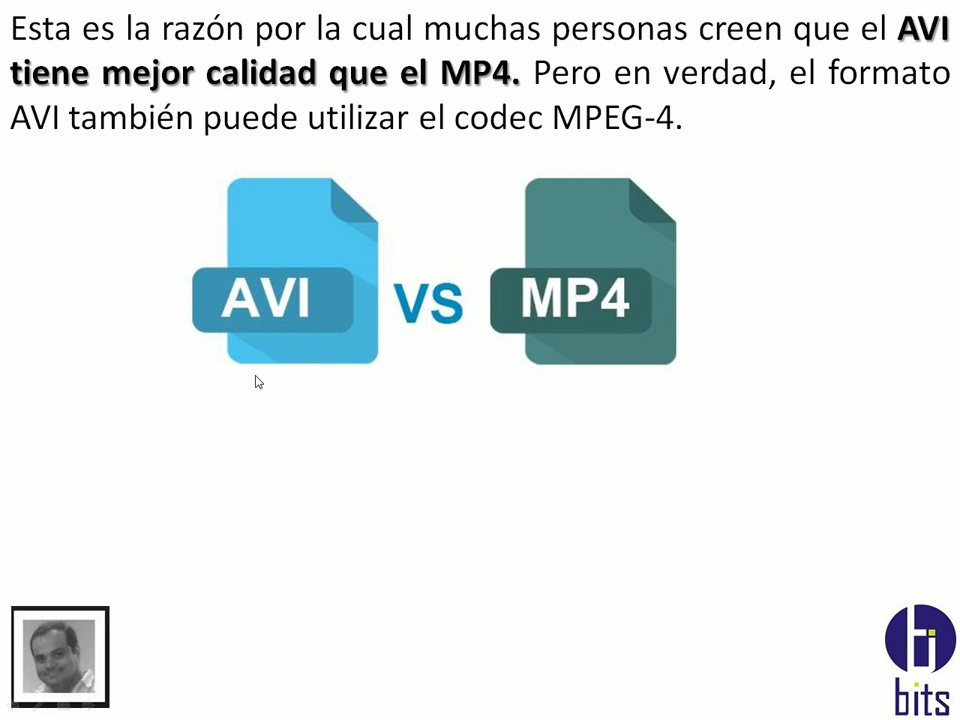 Esta es la razón por la cual muchas personas creen que el AVI
tiene mejor calidad que el MP4. Pero en verdad, el formato
AVI también puede utilizar el codec MPEG-4.
AVI VS MP4
bits